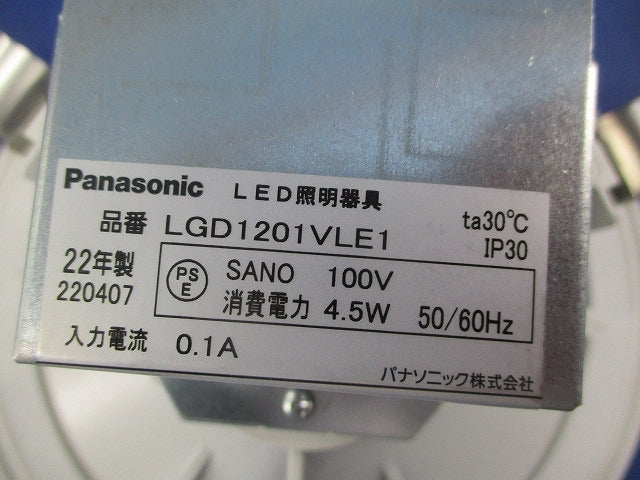 Panasonic LED照明器具
品番 LGD1201VLE1
ta30℃
IP30
22年製
220407
PS
E
SANO 100V
消費電力 4.5W 50/60Hz
入力電流 0.1A
パナソニック株式会社